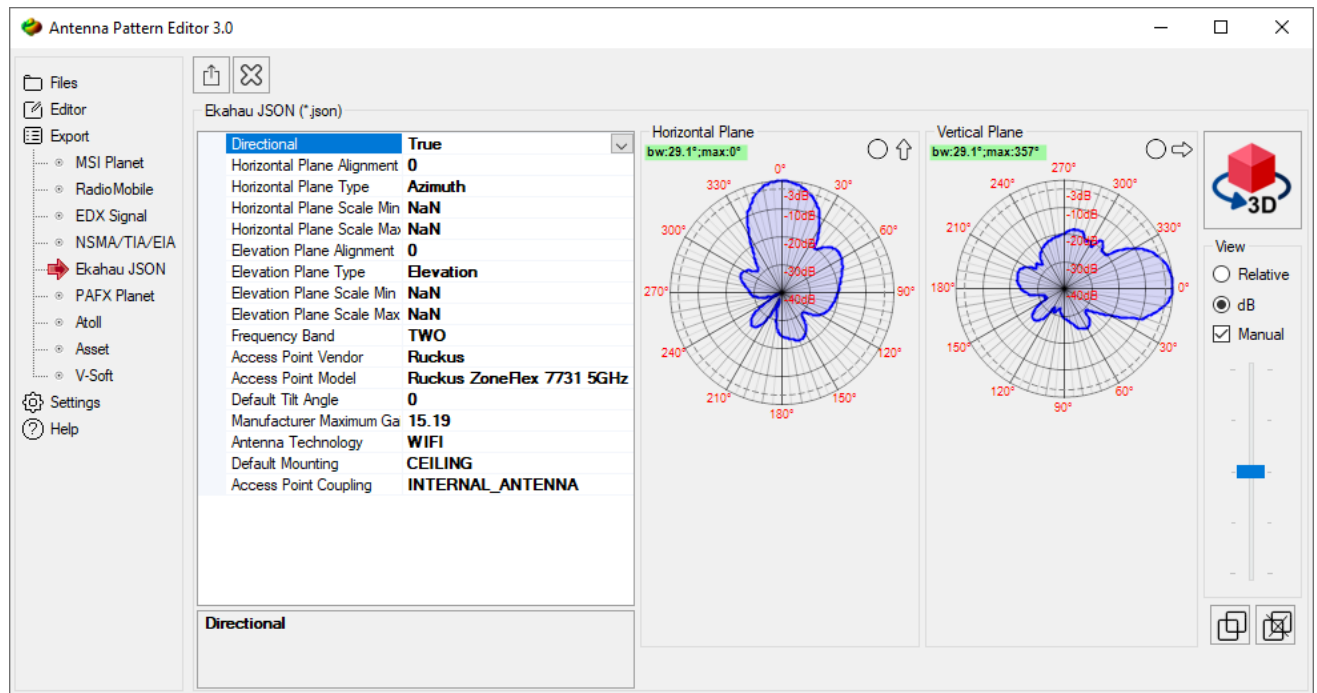 Antenna Pattern Editor 3.0
Files
Editor
Export
MSI Planet
RadioMobile
EDX Signal
NSMA/TIA/EIA
Ekahau JSON
PAFX Planet
Atoll
Asset
V-Soft
Settings
Help
Ekahau JSON (*.json)
Directional True
Horizontal Plane Alignment 0
Horizontal Plane Type Azimuth
Horizontal Plane Scale Min NaN
Horizontal Plane Scale Max NaN
Elevation Plane Alignment 0
Elevation Plane Type Elevation
Elevation Plane Scale Min NaN
Elevation Plane Scale Max NaN
Frequency Band TWO
Access Point Vendor Ruckus
Access Point Model Ruckus ZoneFlex 7731 5GHz
Default Tilt Angle 0
Manufacturer Maximum Ga 15.19
Antenna Technology WIFI
Default Mounting CEILING
Access Point Coupling INTERNAL_ANTENNA
Directional
Horizontal Plane
bw:29.1°;max:0°
0°
330° 30°
300° 60°
270° 90°
240° 120°
210° 150°
180°
-3dB
-10dB
-20dB
-30dB
-40dB
Vertical Plane
bw:29.1°;max:357°
270°
240° 300°
210° 330°
180° 0°
150° 30°
120° 60°
90°
-3dB
-10dB
-20dB
-30dB
-40dB
3D
View
Relative
dB
Manual